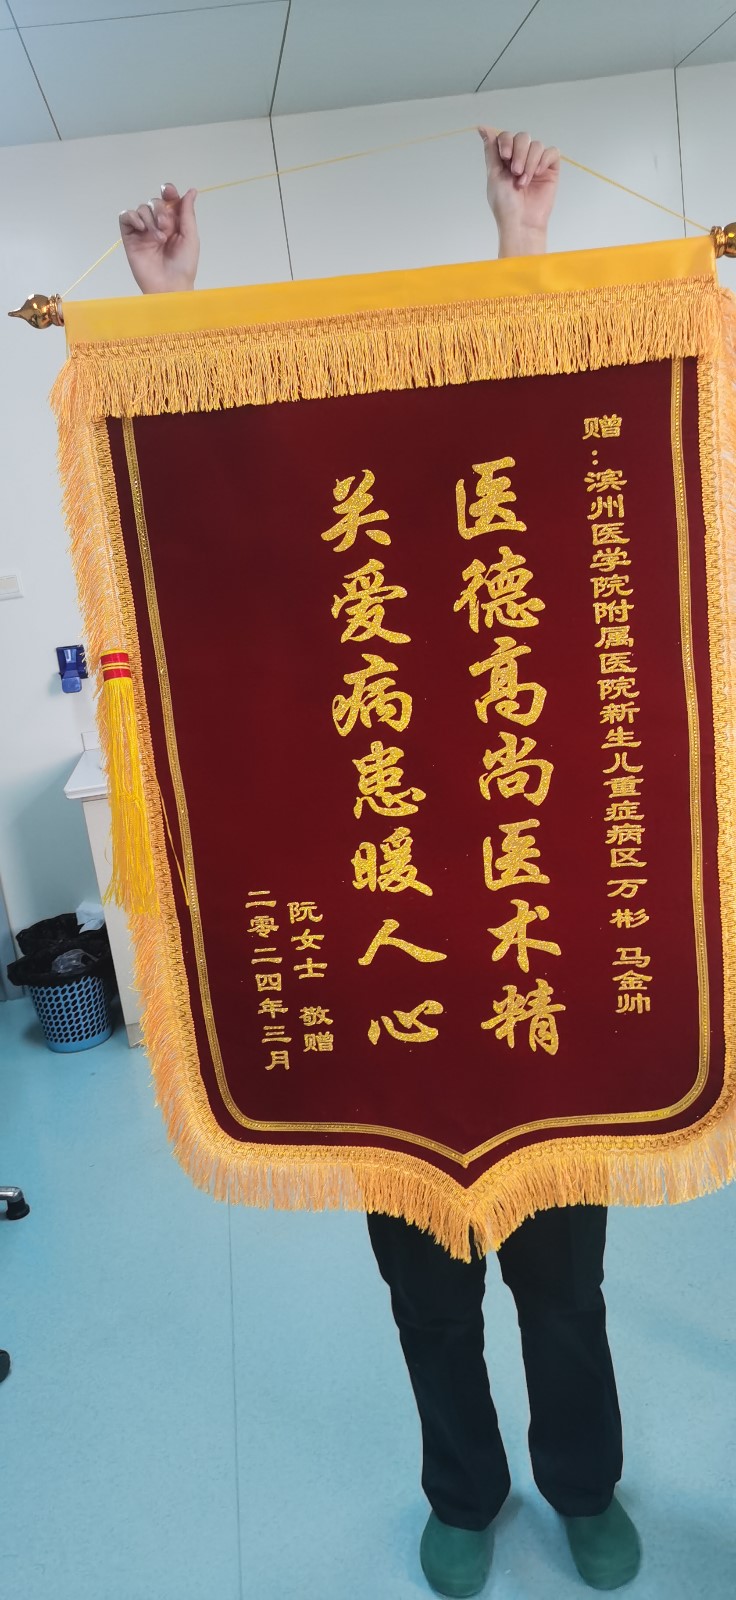 赠：滨州医学院附属医院新生儿重症病区万彬 马金帅
医德高尚医术精
关爱病患暖人心
阮女士 敬赠
二零二四年三月